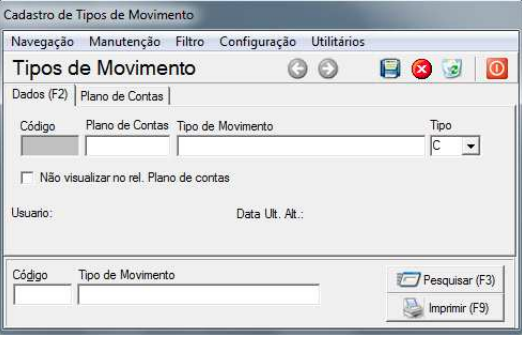 Cadastro de Tipos de Movimento
Navegação Manutenção Filtro Configuração Utilitários
Tipos de Movimento
Dados (F2) Plano de Contas
Código Plano de Contas Tipo de Movimento Tipo
C
Não visualizar no rel. Plano de contas
Usuario: Data Ult. Alt.:
Código Tipo de Movimento
Pesquisar (F3)
Imprimir (F9)